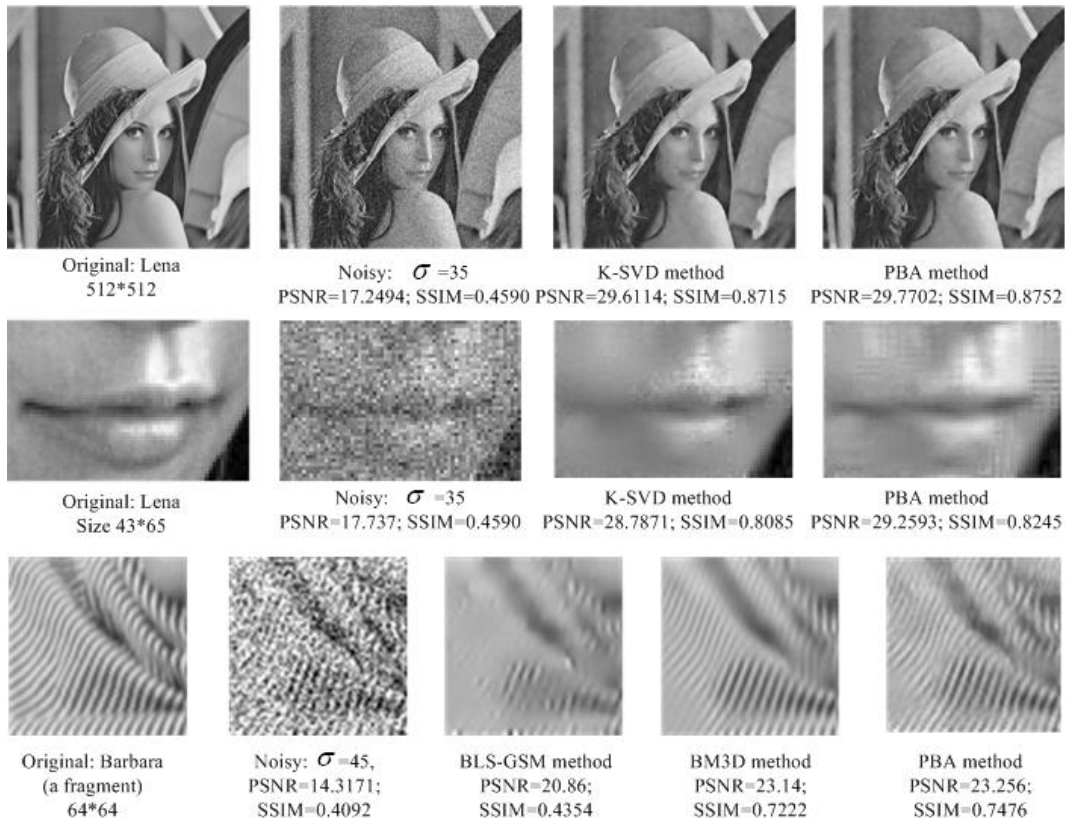 Original: Lena
512*512
Noisy: σ =35
PSNR=17.2494; SSIM=0.4590
K-SVD method
PSNR=29.6114; SSIM=0.8715
PBA method
PSNR=29.7702; SSIM=0.8752
Original: Lena
Size 43*65
Noisy: σ =35
PSNR=17.737; SSIM=0.4590
K-SVD method
PSNR=28.7871; SSIM=0.8085
PBA method
PSNR=29.2593; SSIM=0.8245
Original: Barbara
(a fragment)
64*64
Noisy: σ =45,
PSNR=14.3171;
SSIM=0.4092
BLS-GSM method
PSNR=20.86;
SSIM=0.4354
BM3D method
PSNR=23.14;
SSIM=0.7222
PBA method
PSNR=23.256;
SSIM=0.7476